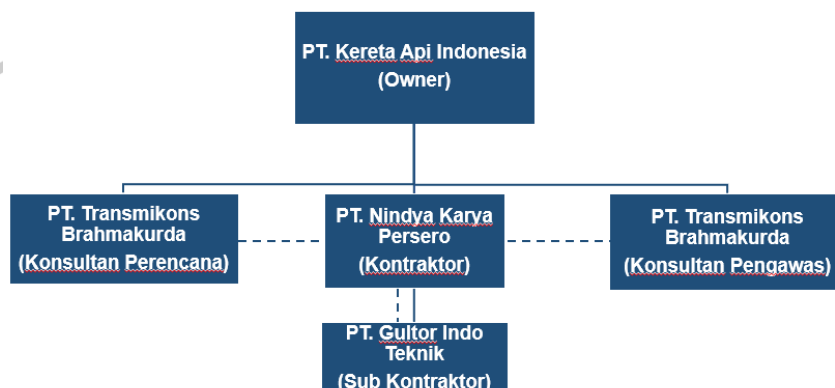 PT. Kereta Api Indonesia
(Owner)
PT. Transmikons
Brahmakurda
(Konsultan Perencana)
PT. Nindya Karya
Persero
(Kontraktor)
PT. Transmikons
Brahmakurda
(Konsultan Pengawas)
PT. Gultor Indo
Teknik
(Sub Kontraktor)